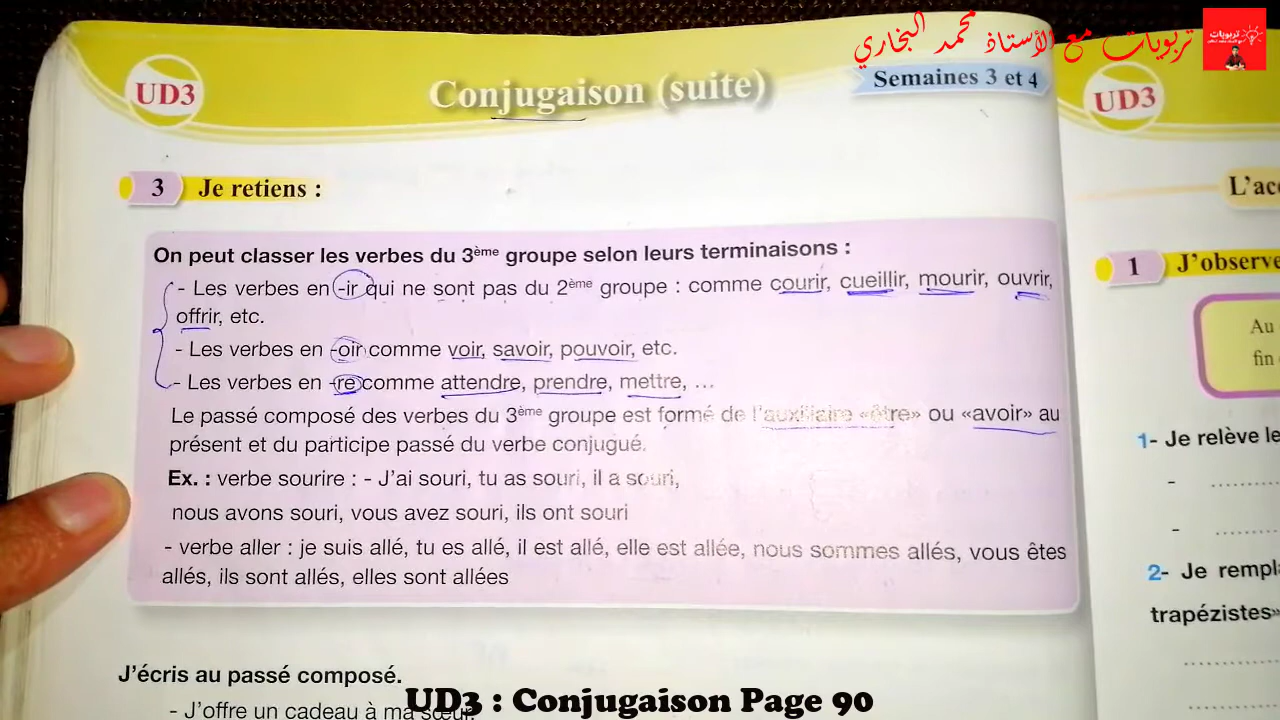 تربويات مع الأستاذ محمد البخاري
تربويات
UD3
Conjugaison (suite)
Semaines 3 et 4
3 Je retiens :
On peut classer les verbes du 3ème groupe selon leurs terminaisons :
- Les verbes en -ir qui ne sont pas du 2ème groupe : comme courir, cueillir, mourir, ouvrir,
offrir, etc.
- Les verbes en -oir comme voir, savoir, pouvoir, etc.
- Les verbes en -re comme attendre, prendre, mettre, ...
Le passé composé des verbes du 3ème groupe est formé de l'auxiliaire «être» ou «avoir» au
présent et du participe passé du verbe conjugué.
Ex. : verbe sourire : - J'ai souri, tu as souri, il a souri,
nous avons souri, vous avez souri, ils ont souri
- verbe aller : je suis allé, tu es allé, il est allé, elle est allée, nous sommes allés, vous êtes
allés, ils sont allés, elles sont allées
J'écris au passé composé.
- J'offre un cadeau à ma sœur.
UD3
L'acc
1 J'observe
Au
fin
1- Je relève le
- ..........
- ..........
2- Je rempla
trapézistes»
..........
UD3 : Conjugaison Page 90